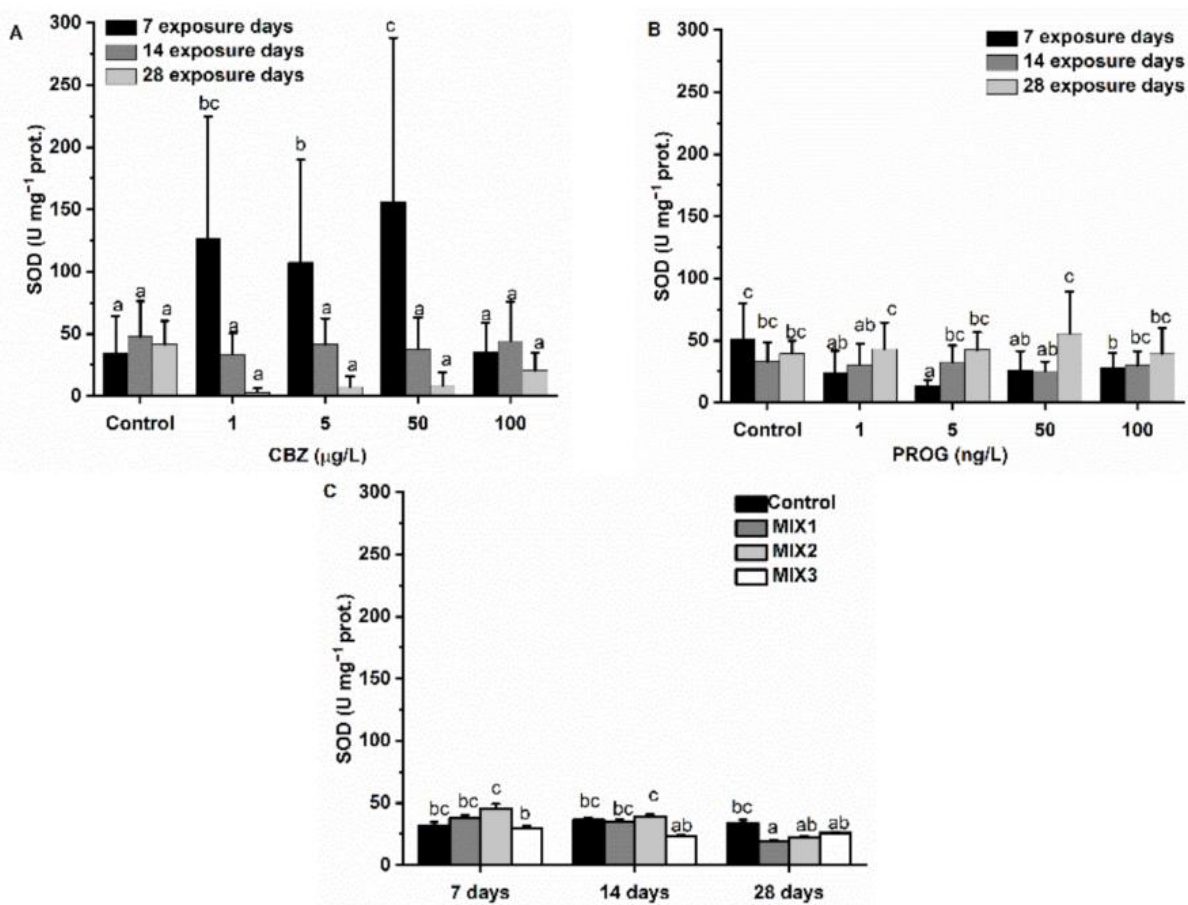 A
300
250
200
150
100
50
0
SOD (U mg⁻¹ prot.)
7 exposure days
14 exposure days
28 exposure days
a a a
bc a a
b a a
c a a
a a a
Control 1 5 50 100
CBZ (μg/L)
B
300
250
200
150
100
50
0
SOD (U mg⁻¹ prot.)
7 exposure days
14 exposure days
28 exposure days
c bc bc
ab ab c
a bc bc
ab ab c
b bc bc
Control 1 5 50 100
PROG (ng/L)
C
300
250
200
150
100
50
0
SOD (U mg⁻¹ prot.)
Control
MIX1
MIX2
MIX3
bc bc c b
bc bc c ab
bc a ab ab
7 days 14 days 28 days